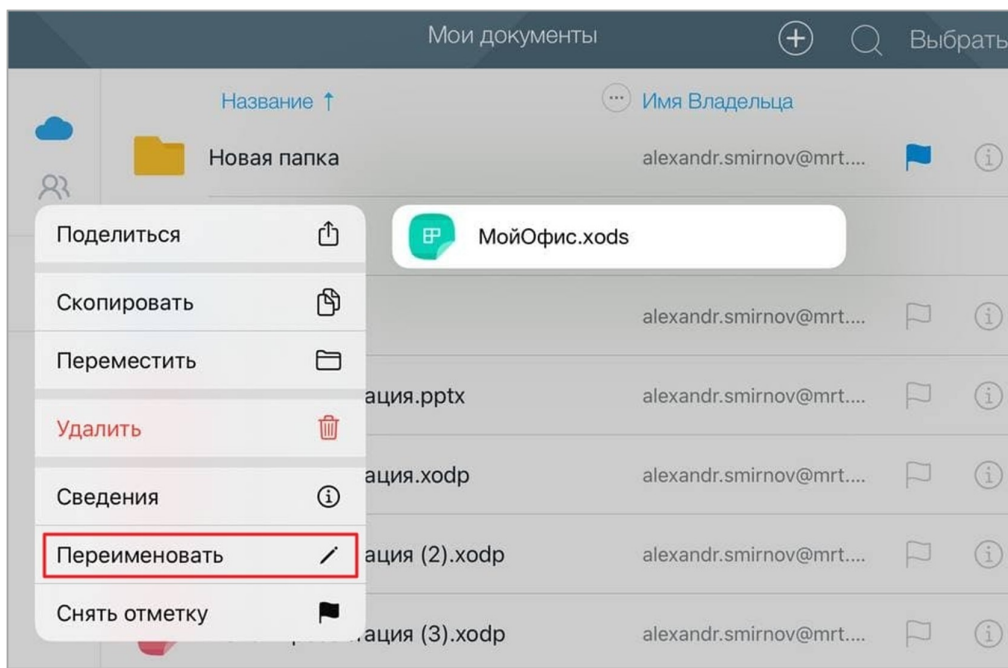 Мои документы
Выбрать
Название ↑
Имя Владельца
Новая папка
alexandr.smirnov@mrt....
Поделиться
МойОфис.xods
Скопировать
alexandr.smirnov@mrt....
Переместить
ация.pptx
alexandr.smirnov@mrt....
Удалить
ация.xodp
alexandr.smirnov@mrt....
Сведения
Переименовать
ация (2).xodp
alexandr.smirnov@mrt....
Снять отметку
ация (3).xodp
alexandr.smirnov@mrt....